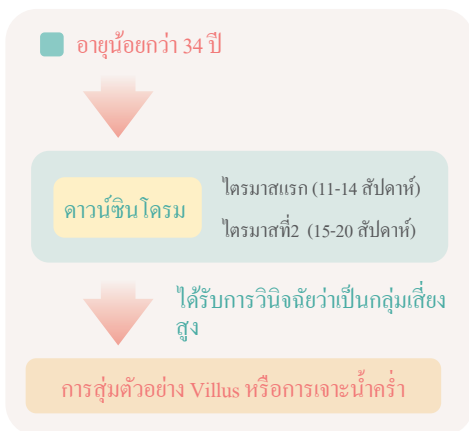 อายุน้อยกว่า 34 ปี
ดาวน์ซินโดรม
ไตรมาสแรก (11-14 สัปดาห์)
ไตรมาสที่2 (15-20 สัปดาห์)
ได้รับการวินิจฉัยว่าเป็นกลุ่มเสี่ยง
สูง
การสุ่มตัวอย่าง Villus หรือการเจาะน้ำคร่ำ